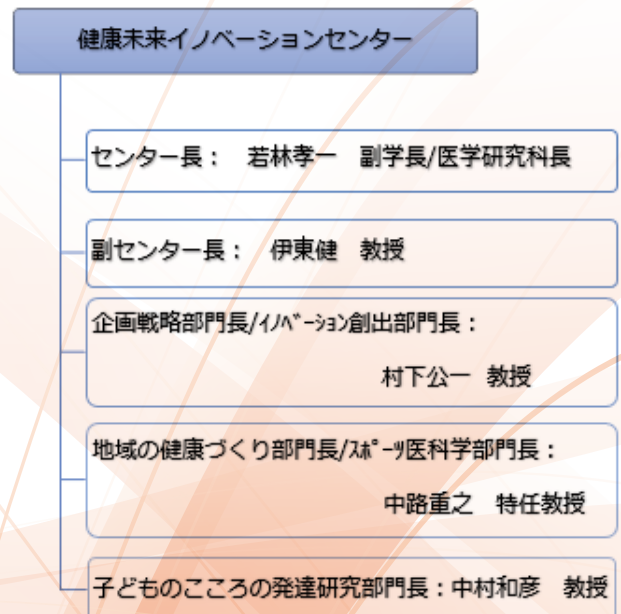 健康未来イノベーションセンター
センター長：　若林孝一　副学長/医学研究科長
副センター長：　伊東健　教授
企画戦略部門長/ｲﾉﾍﾞｰｼｮﾝ創出部門長：
村下公一 教授
地域の健康づくり部門長/ｽﾎﾟｰﾂ医科学部門長：
中路重之　特任教授
子どものこころの発達研究部門長：中村和彦　教授